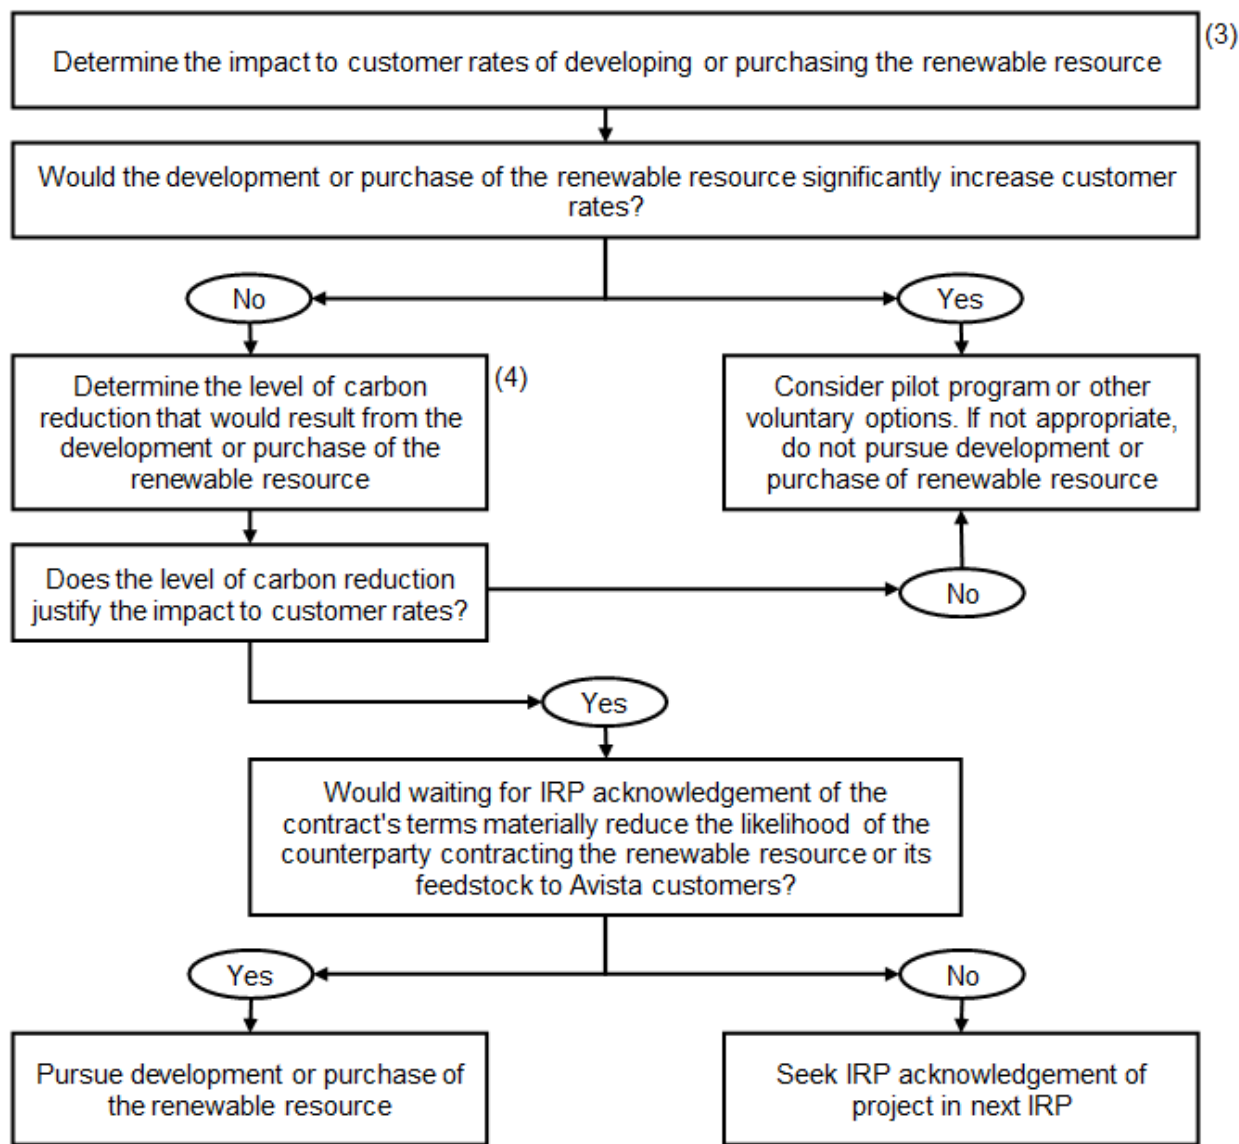 (3)
Determine the impact to customer rates of developing or purchasing the renewable resource
Would the development or purchase of the renewable resource significantly increase customer
rates?
No
Yes
Determine the level of carbon
reduction that would result from the
development or purchase of the
renewable resource
(4)
Consider pilot program or other
voluntary options. If not appropriate,
do not pursue development or
purchase of renewable resource
Does the level of carbon reduction
justify the impact to customer rates?
No
Yes
Would waiting for IRP acknowledgement of the
contract's terms materially reduce the likelihood of the
counterparty contracting the renewable resource or its
feedstock to Avista customers?
Yes
No
Pursue development or purchase of
the renewable resource
Seek IRP acknowledgement of
project in next IRP